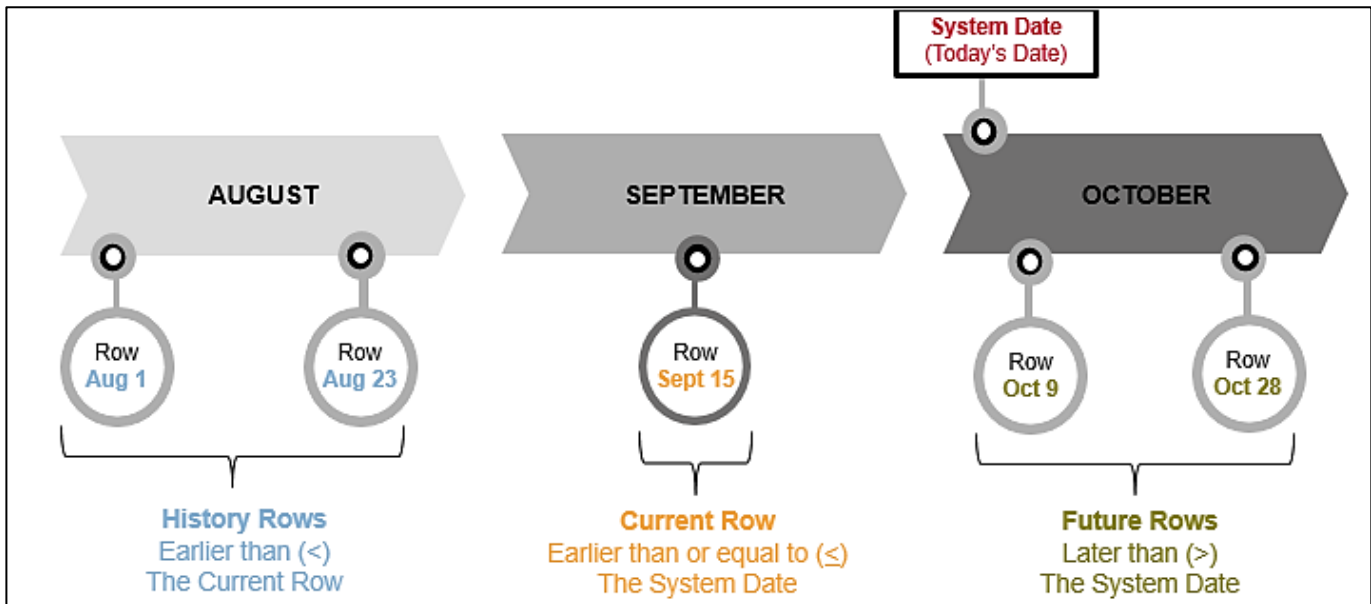 System Date
(Today's Date)
AUGUST
SEPTEMBER
OCTOBER
Row
Aug 1
Row
Aug 23
Row
Sept 15
Row
Oct 9
Row
Oct 28
History Rows
Earlier than (<)
The Current Row
Current Row
Earlier than or equal to (≤)
The System Date
Future Rows
Later than (>)
The System Date